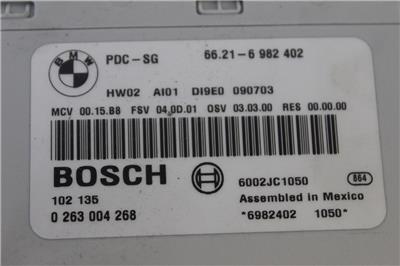 BMW
PDC-SG 66.21-6 982 402
HW02 AI01 DI9E0 090703
MCV 00.15.B8 FSV 04.0D.01 OSV 03.03.00 RES 00.00.00
BOSCH
6002JC1050 864
102 135
Assembled in Mexico
0 263 004 268
*6982402 1050*